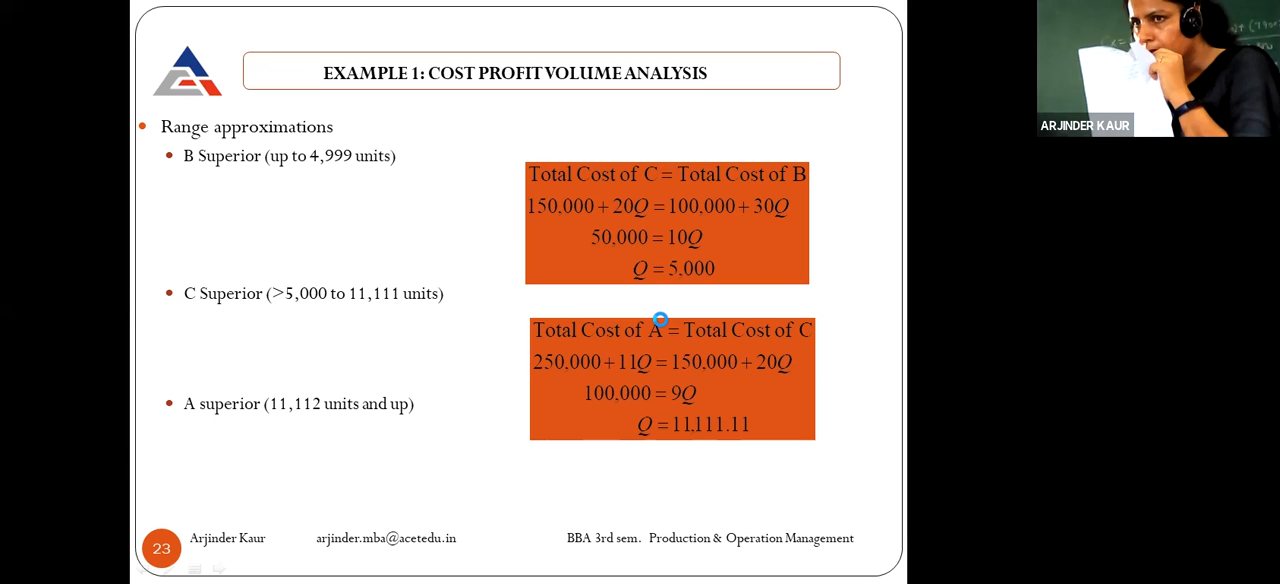 EXAMPLE 1: COST PROFIT VOLUME ANALYSIS
ARJINDER KAUR
Range approximations
B Superior (up to 4,999 units)
Total Cost of C = Total Cost of B
150,000 + 20Q = 100,000 + 30Q
50,000 = 10Q
Q = 5,000
C Superior (>5,000 to 11,111 units)
Total Cost of A = Total Cost of C
250,000 + 11Q = 150,000 + 20Q
100,000 = 9Q
Q = 11,111.11
A superior (11,112 units and up)
23
Arjinder Kaur arjinder.mba@acetedu.in BBA 3rd sem. Production & Operation Management